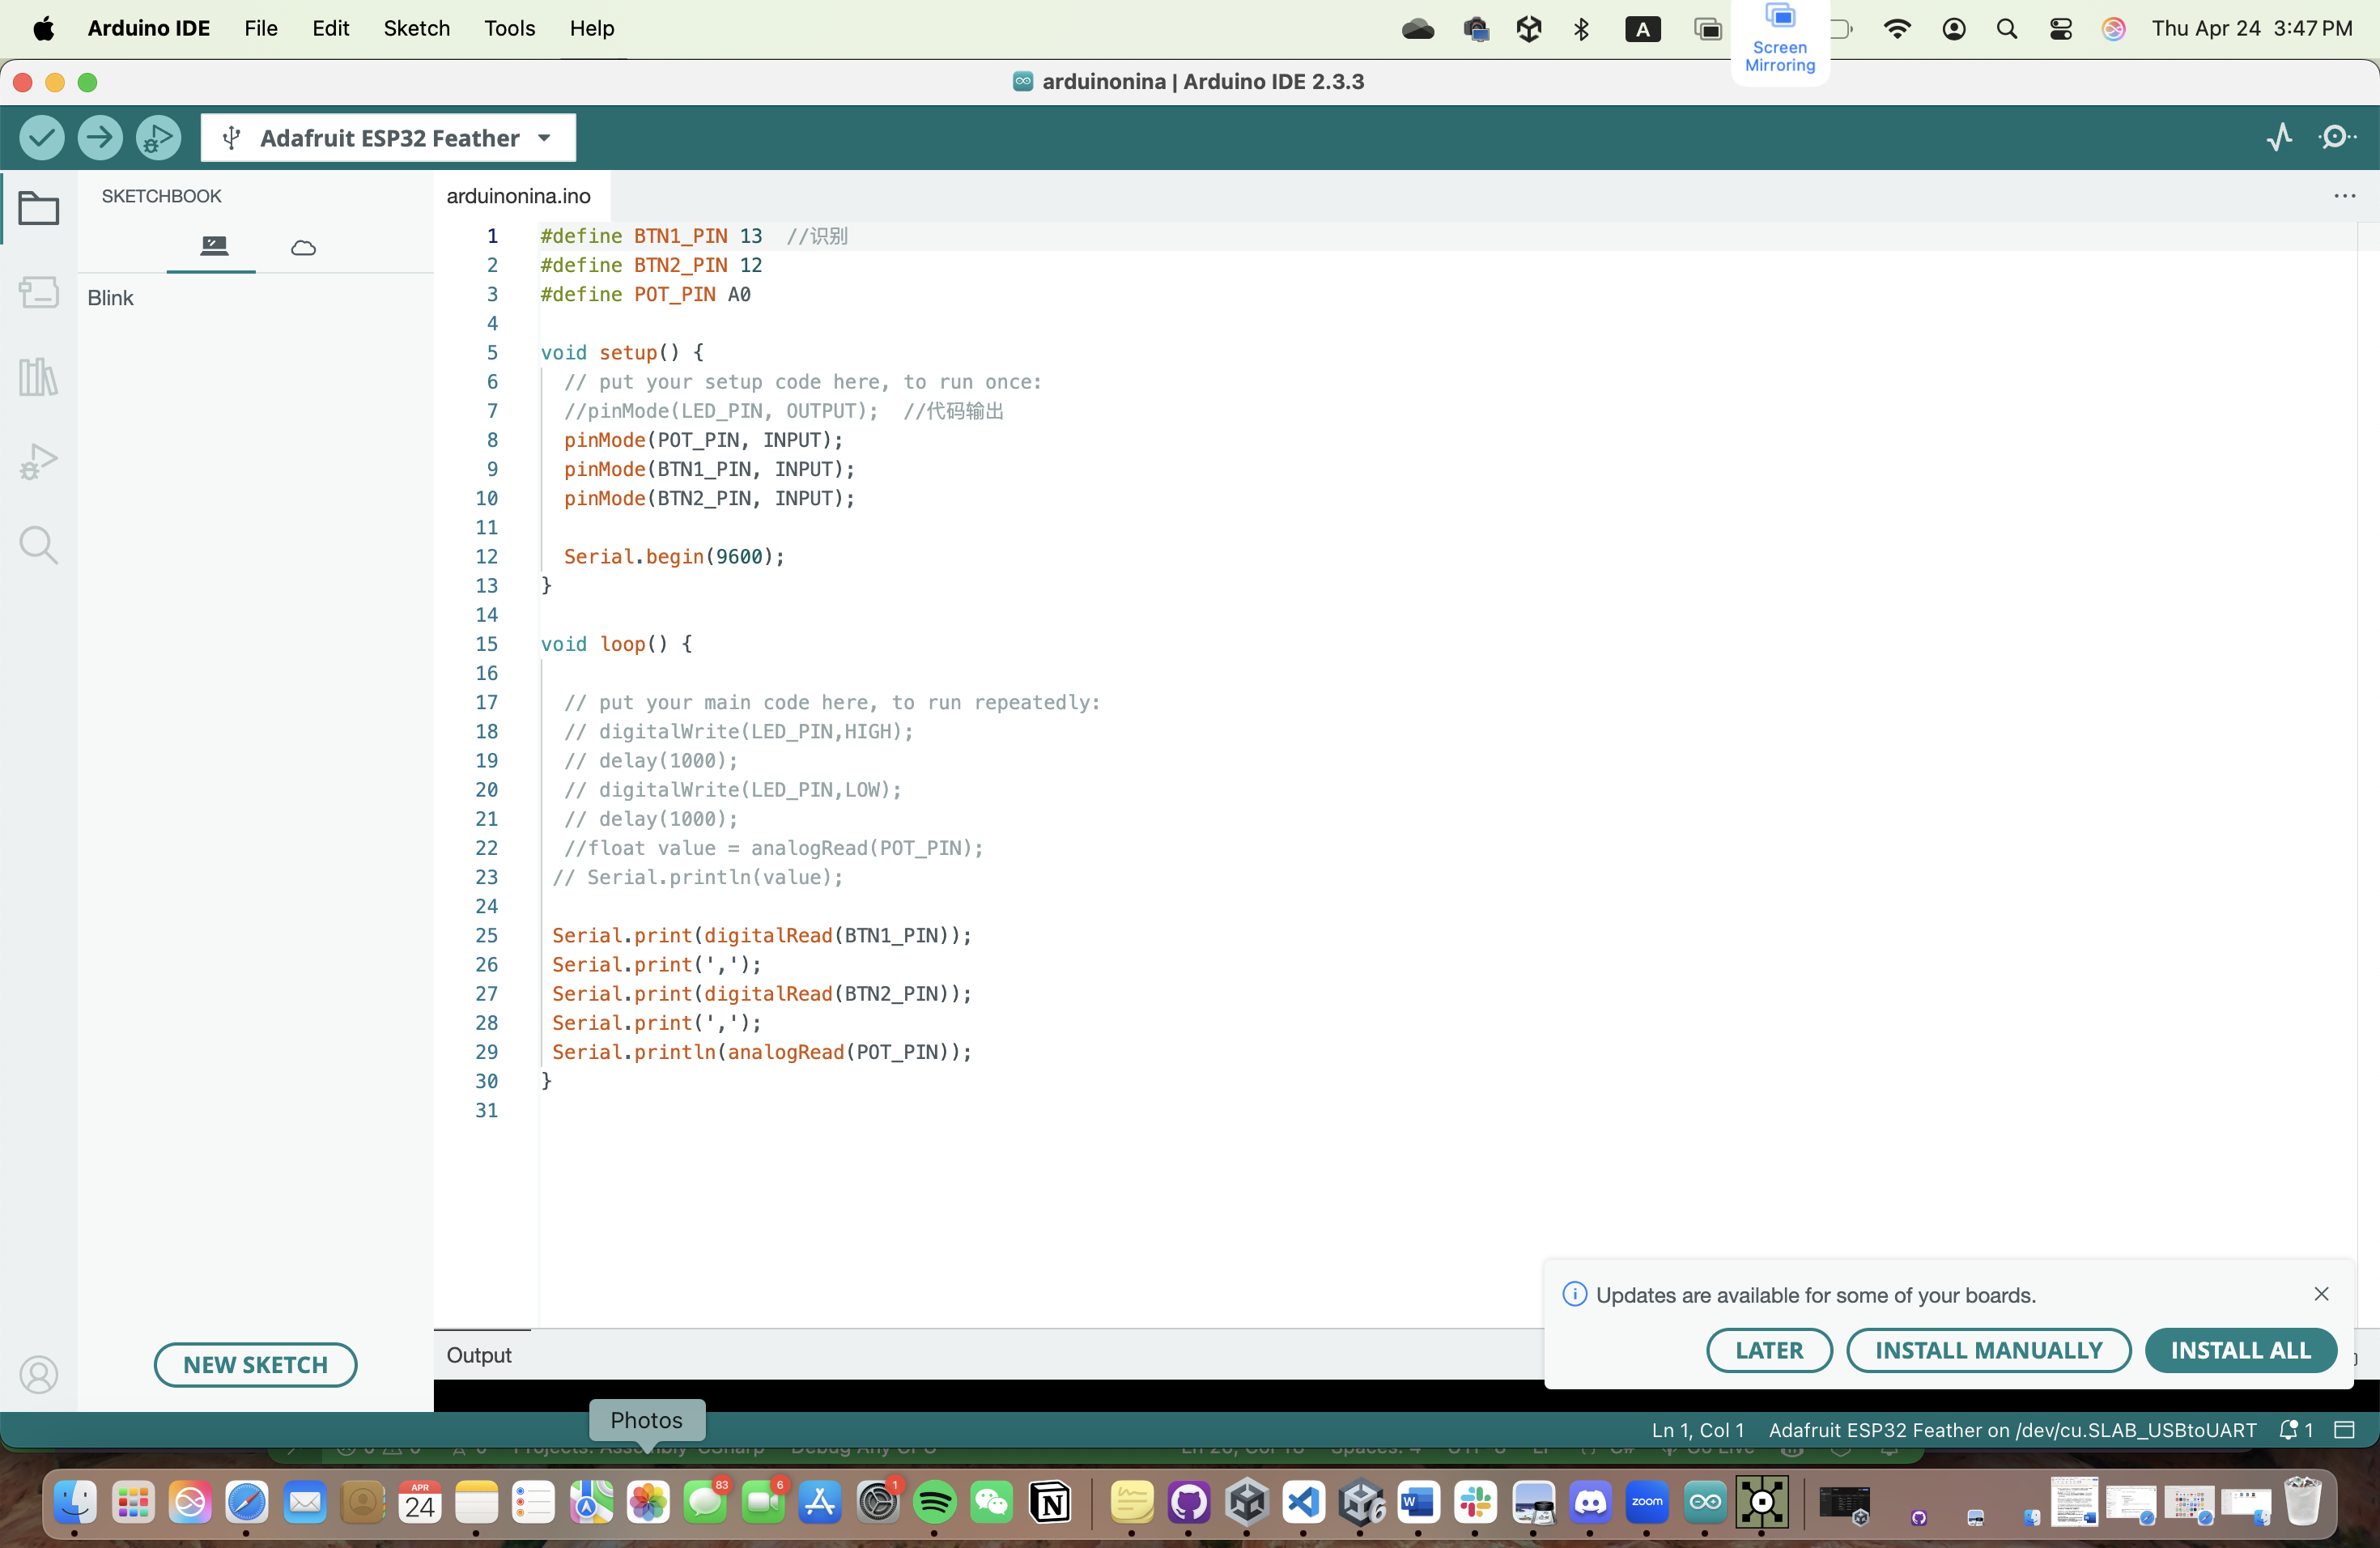 Arduino IDE File Edit Sketch Tools Help A Thu Apr 24 3:47 PM
Screen
Mirroring
arduinonina | Arduino IDE 2.3.3
Adafruit ESP32 Feather
SKETCHBOOK
Blink
NEW SKETCH
arduinonina.ino
1 #define BTN1_PIN 13 //识别
2 #define BTN2_PIN 12
3 #define POT_PIN A0
4
5 void setup() {
6 // put your setup code here, to run once:
7 //pinMode(LED_PIN, OUTPUT); //代码输出
8 pinMode(POT_PIN, INPUT);
9 pinMode(BTN1_PIN, INPUT);
10 pinMode(BTN2_PIN, INPUT);
11
12 Serial.begin(9600);
13 }
14
15 void loop() {
16
17 // put your main code here, to run repeatedly:
18 // digitalWrite(LED_PIN,HIGH);
19 // delay(1000);
20 // digitalWrite(LED_PIN,LOW);
21 // delay(1000);
22 //float value = analogRead(POT_PIN);
23 // Serial.println(value);
24
25 Serial.print(digitalRead(BTN1_PIN));
26 Serial.print(',');
27 Serial.print(digitalRead(BTN2_PIN));
28 Serial.print(',');
29 Serial.println(analogRead(POT_PIN));
30 }
31
Updates are available for some of your boards.
LATER INSTALL MANUALLY INSTALL ALL
Output
Photos
Ln 1, Col 1 Adafruit ESP32 Feather on /dev/cu.SLAB_USBtoUART 1
APR
24
83
6
1
N
6
W
zoom